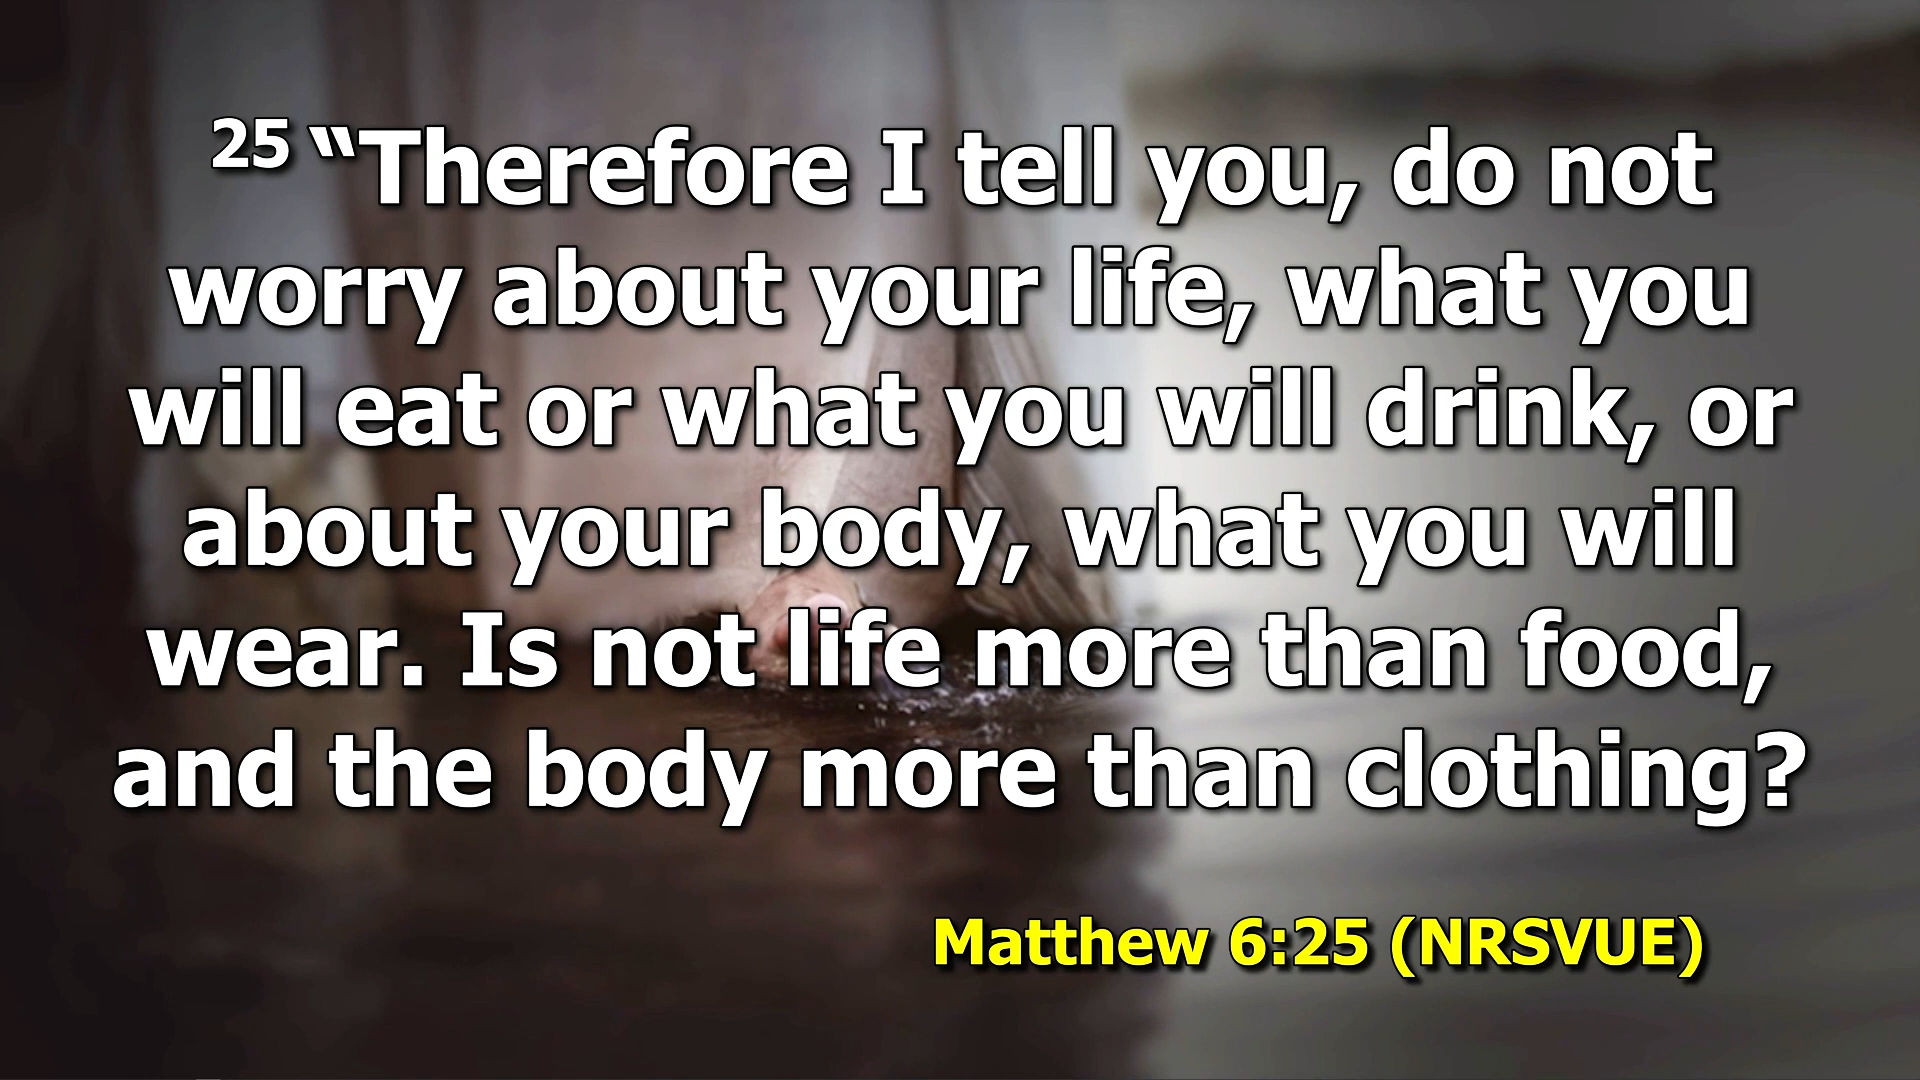 25 “Therefore I tell you, do not
worry about your life, what you
will eat or what you will drink, or
about your body, what you will
wear. Is not life more than food,
and the body more than clothing?
Matthew 6:25 (NRSVUE)